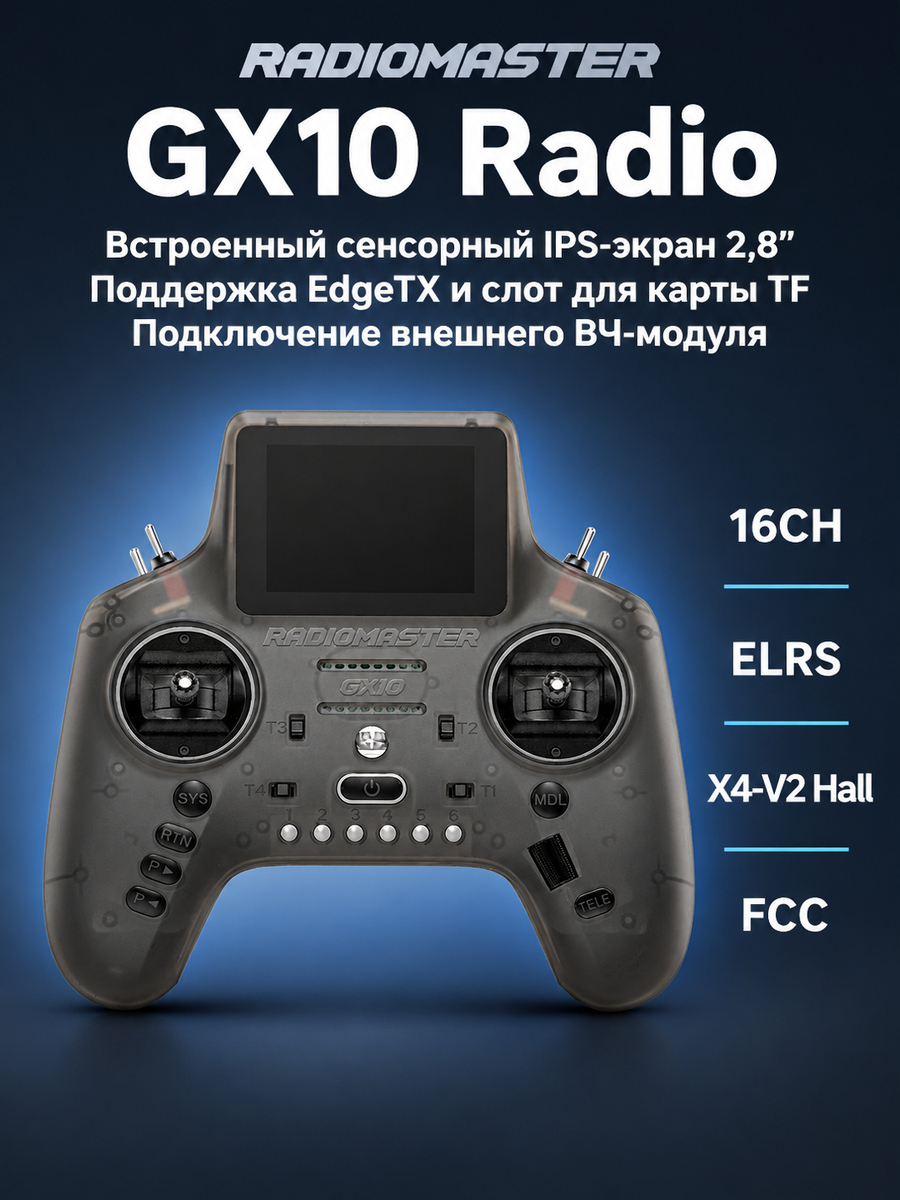 RADIOMASTER
GX10 Radio
Встроенный сенсорный IPS-экран 2,8”
Поддержка EdgeTX и слот для карты TF
Подключение внешнего ВЧ-модуля
16CH
ELRS
X4-V2 Hall
FCC
RADIOMASTER
GX10
T3
T2
T4
T1
SYS
MDL
1 2 3 4 5 6
RTN
P ▶
P ◀
TELE